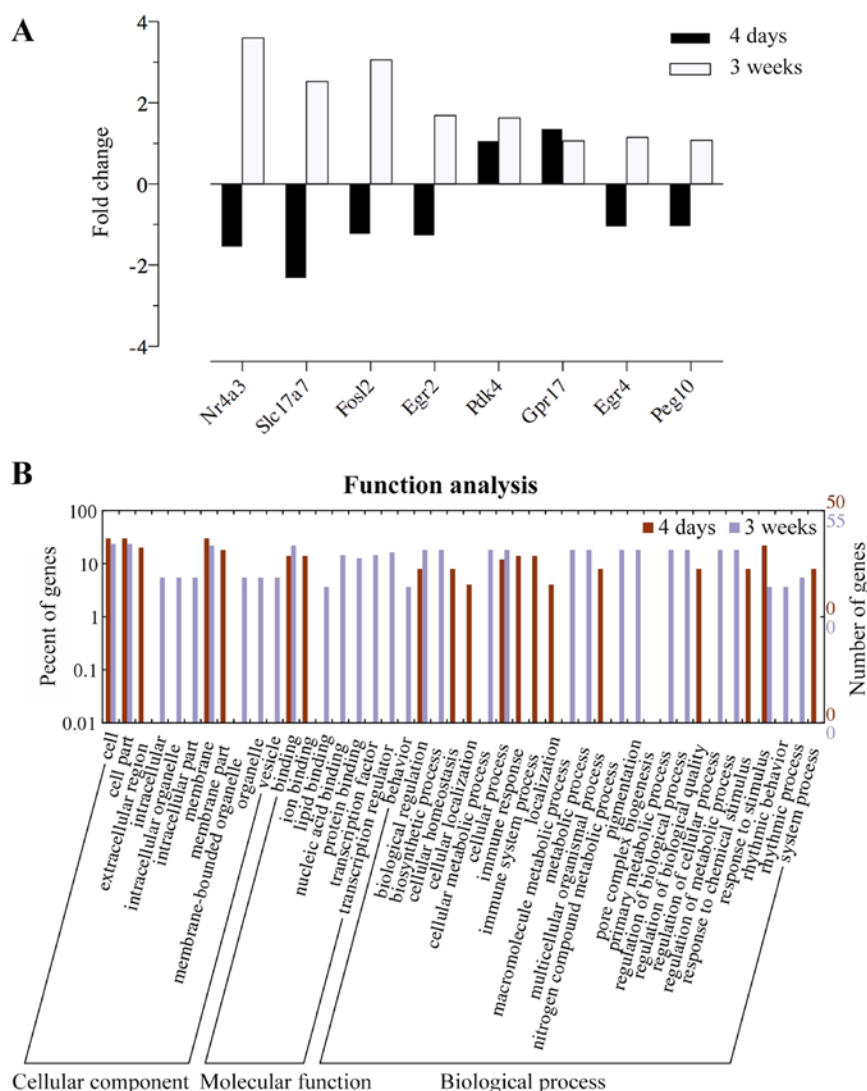 A
4 days
3 weeks
4
2
0
-2
-4
Fold change
Nr4a3
Slc17a7
Fosl2
Egr2
Pdk4
Gpr17
Egr4
Peg10
B
Function analysis
4 days
3 weeks
100
10
1
0.1
0.01
Pecent of genes
50
55
0
0
0
0
Number of genes
cell
cell part
extracellular region
intracellular
intracellular organelle
intracellular part
membrane
membrane part
membrane-bounded organelle
organelle
vesicle
binding
ion binding
lipid binding
nucleic acid binding
protein binding
transcription factor
transcription regulator
behavior
biological regulation
biosynthetic process
cellular homeostasis
cellular localization
cellular metabolic process
cellular process
immune response
immune system process
localization
macromolecule metabolic process
metabolic process
multicellular organismal process
nitrogen compound metabolic process
pigmentation
pore complex biogenesis
primary metabolic process
regulation of biological process
regulation of biological quality
regulation of cellular process
regulation of metabolic process
response to chemical stimulus
response to stimulus
rhythmic behavior
rhythmic process
system process
Cellular component
Molecular function
Biological process